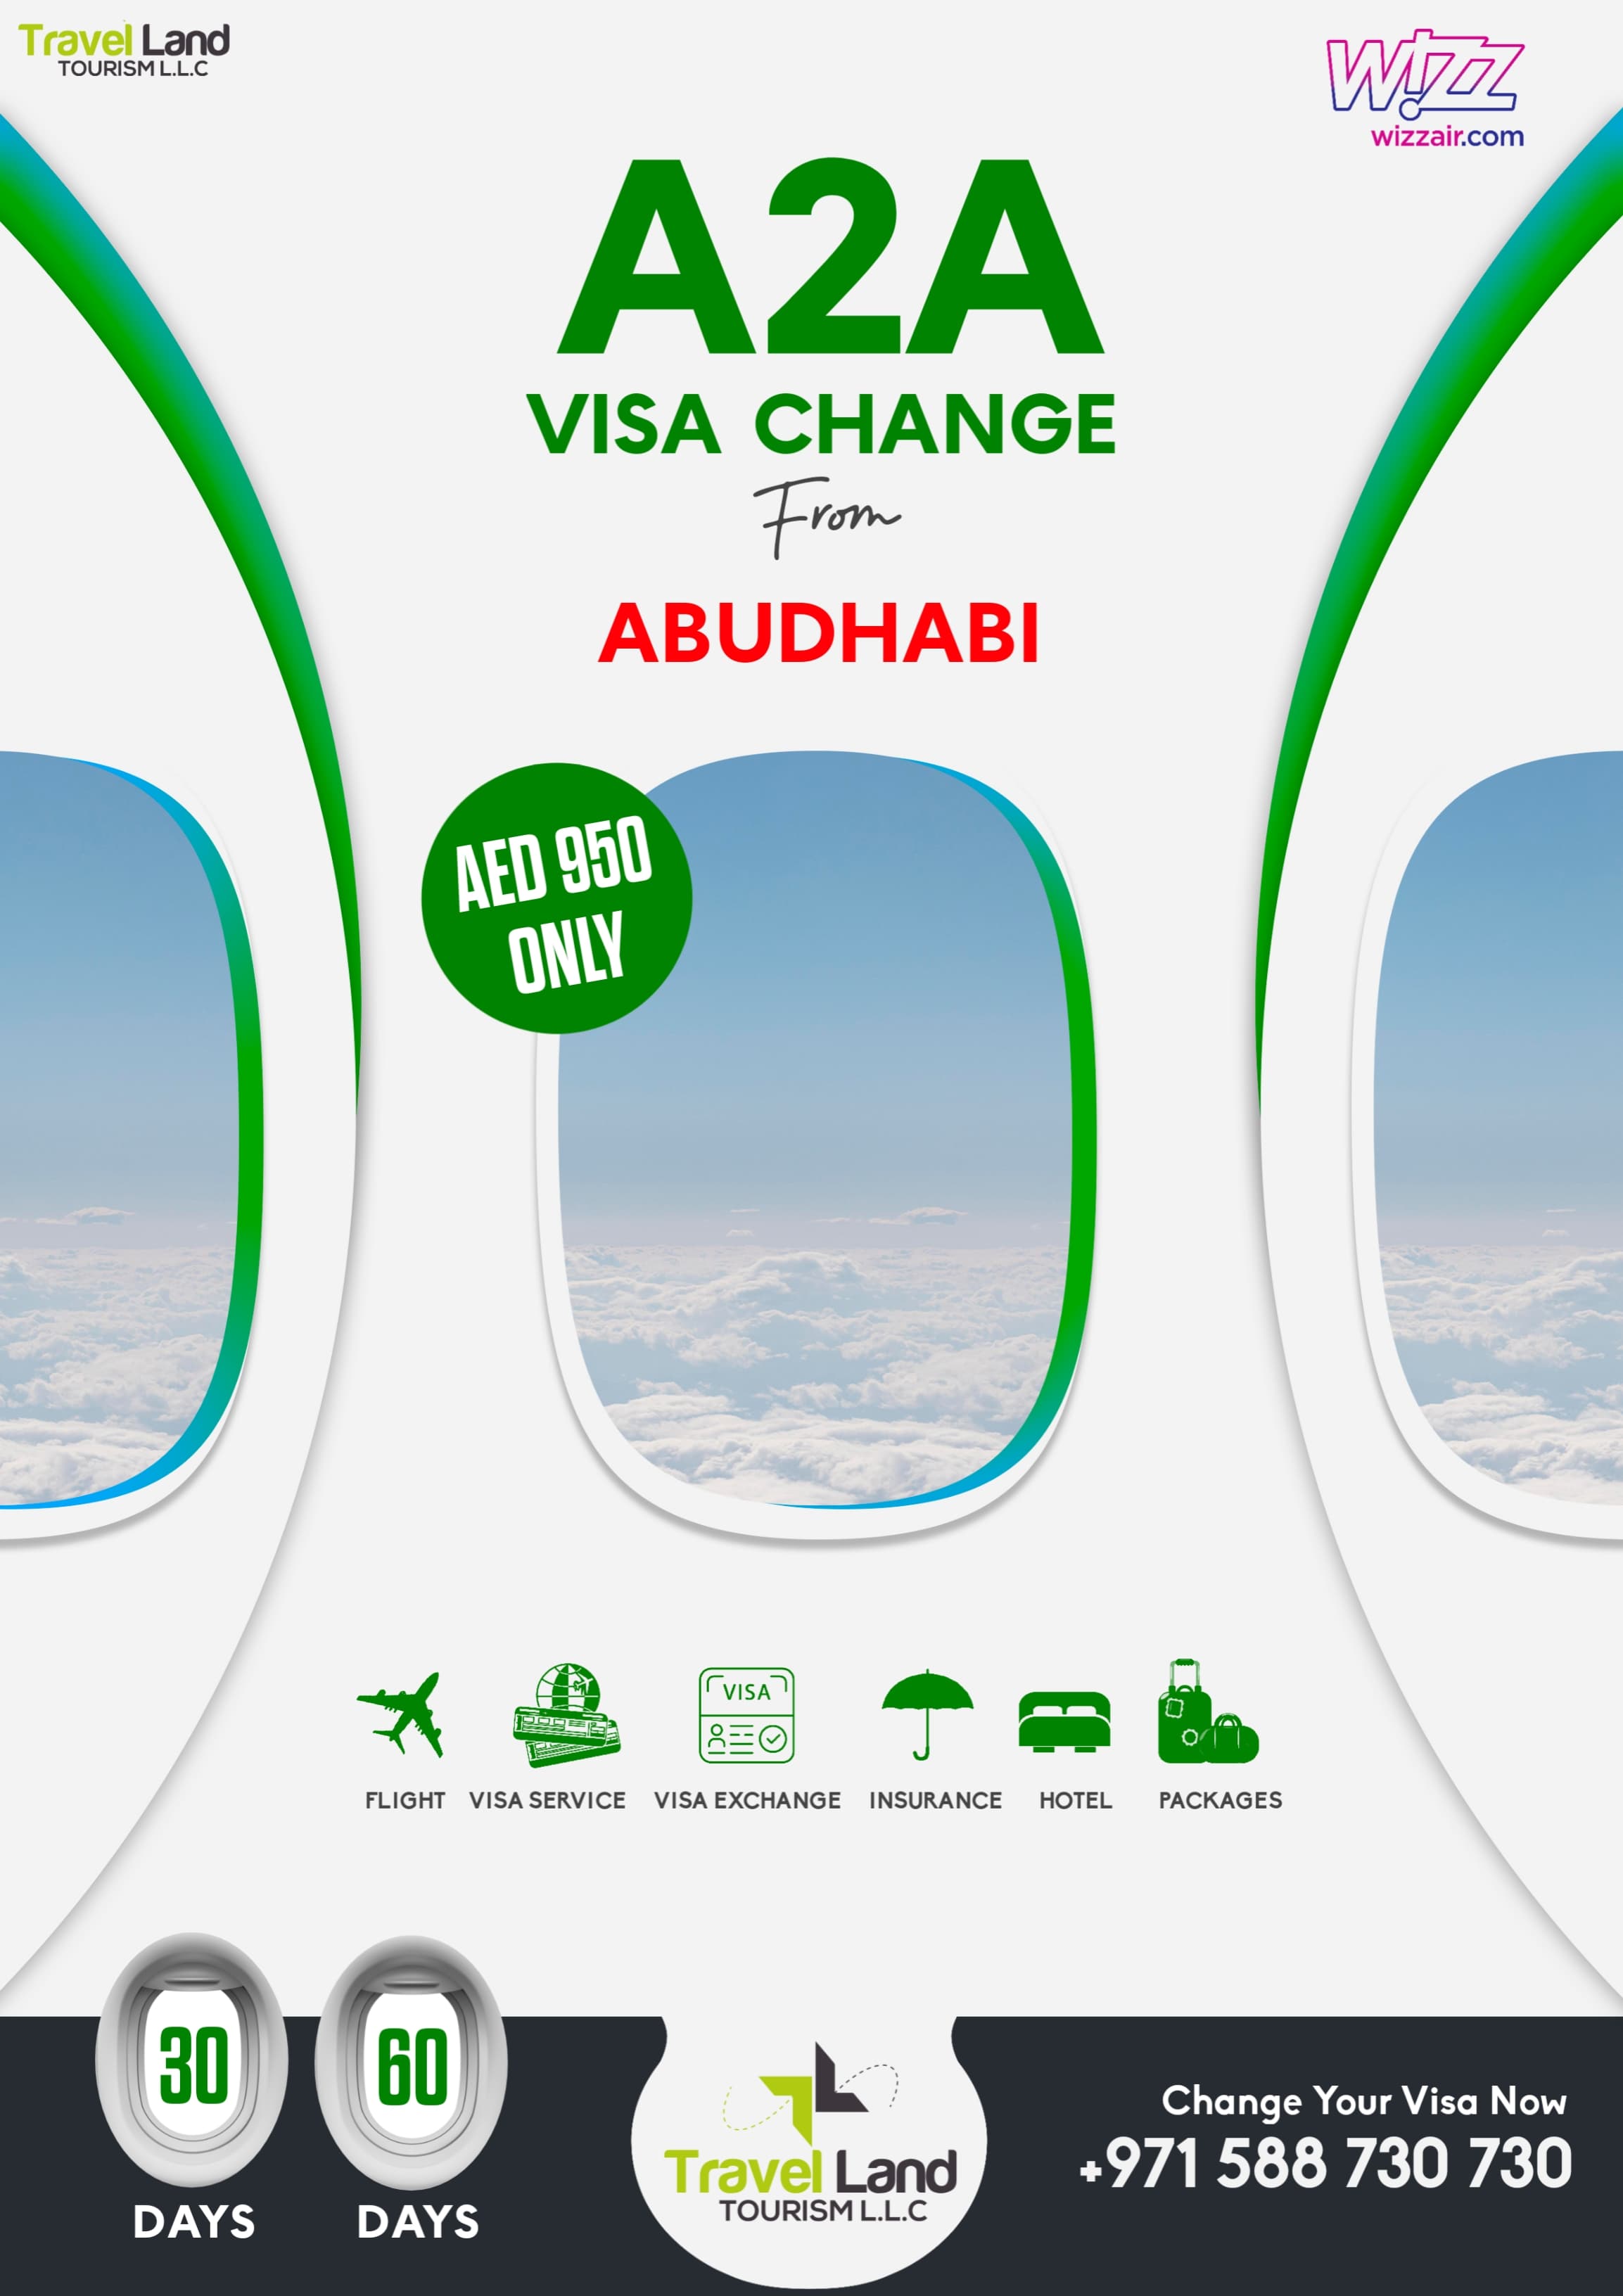 Travel Land
TOURISM L.L.C
Wizz
wizzair.com
A2A
VISA CHANGE
From
ABUDHABI
AED 950
ONLY
VISA
FLIGHT
VISA SERVICE
VISA EXCHANGE
INSURANCE
HOTEL
PACKAGES
30
DAYS
60
DAYS
Travel Land
TOURISM L.L.C
Change Your Visa Now
+971 588 730 730